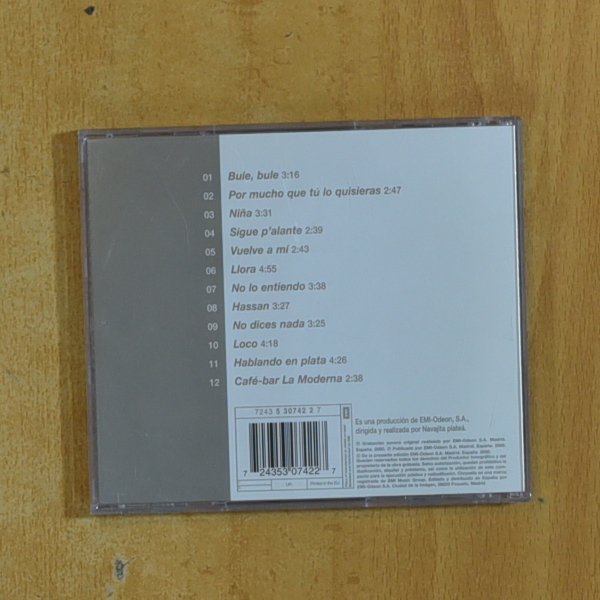 01 Bule, bule 3:16
02 Por mucho que tú lo quisieras 2:47
03 Niña 3:31
04 Sigue p'alante 2:39
05 Vuelve a mí 2:43
06 Llora 4:55
07 No lo entiendo 3:38
08 Hassan 3:27
09 No dices nada 3:25
10 Loco 4:18
11 Hablando en plata 4:26
12 Café-bar La Moderna 2:38
7243 5 30742 2 7
7 24353 07422 7
Es una producción de EMI-Odeon, S.A.,
dirigida y realizada por Navajita plateá.